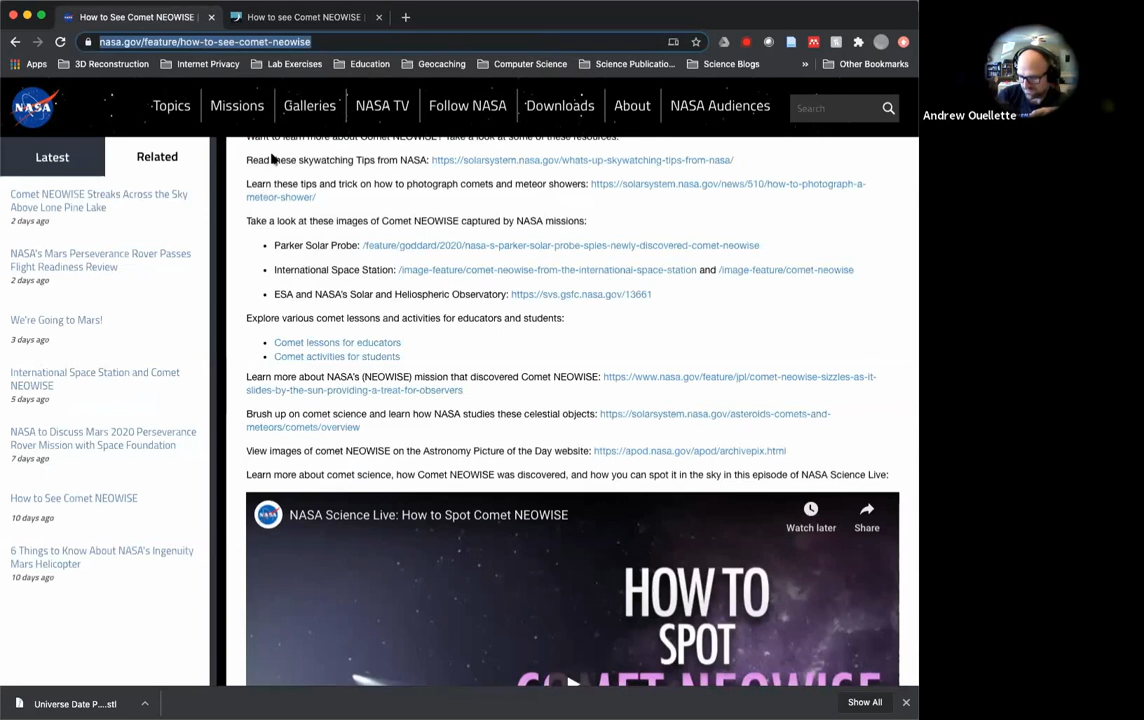 How to See Comet NEOWISE |
How to see Comet NEOWISE
nasa.gov/feature/how-to-see-comet-neowise
Apps
3D Reconstruction
Internet Privacy
Lab Exercises
Education
Geocaching
Computer Science
Science Publicatio...
Science Blogs
»
Other Bookmarks
NASA
Topics
Missions
Galleries
NASA TV
Follow NASA
Downloads
About
NASA Audiences
Search
Latest
Related
Comet NEOWISE Streaks Across the Sky
Above Lone Pine Lake
2 days ago
NASA's Mars Perseverance Rover Passes
Flight Readiness Review
2 days ago
We're Going to Mars!
3 days ago
International Space Station and Comet
NEOWISE
5 days ago
NASA to Discuss Mars 2020 Perseverance
Rover Mission with Space Foundation
7 days ago
How to See Comet NEOWISE
10 days ago
6 Things to Know About NASA's Ingenuity
Mars Helicopter
10 days ago
Want to learn more about Comet NEOWISE? Take a look at some of these resources.
Read these skywatching Tips from NASA: https://solarsystem.nasa.gov/whats-up-skywatching-tips-from-nasa/
Learn these tips and trick on how to photograph comets and meteor showers: https://solarsystem.nasa.gov/news/510/how-to-photograph-a-
meteor-shower/
Take a look at these images of Comet NEOWISE captured by NASA missions:
• Parker Solar Probe: /feature/goddard/2020/nasa-s-parker-solar-probe-spies-newly-discovered-comet-neowise
• International Space Station: /image-feature/comet-neowise-from-the-international-space-station and /image-feature/comet-neowise
• ESA and NASA's Solar and Heliospheric Observatory: https://svs.gsfc.nasa.gov/13661
Explore various comet lessons and activities for educators and students:
• Comet lessons for educators
• Comet activities for students
Learn more about NASA's (NEOWISE) mission that discovered Comet NEOWISE: https://www.nasa.gov/feature/jpl/comet-neowise-sizzles-as-it-
slides-by-the-sun-providing-a-treat-for-observers
Brush up on comet science and learn how NASA studies these celestial objects: https://solarsystem.nasa.gov/asteroids-comets-and-
meteors/comets/overview
View images of comet NEOWISE on the Astronomy Picture of the Day website: https://apod.nasa.gov/apod/archivepix.html
Learn more about comet science, how Comet NEOWISE was discovered, and how you can spot it in the sky in this episode of NASA Science Live:
NASA Science Live: How to Spot Comet NEOWISE
Watch later
Share
HOW TO
SPOT
COMET NEOWISE
Universe Date P....stl
Show All
Andrew Ouellette